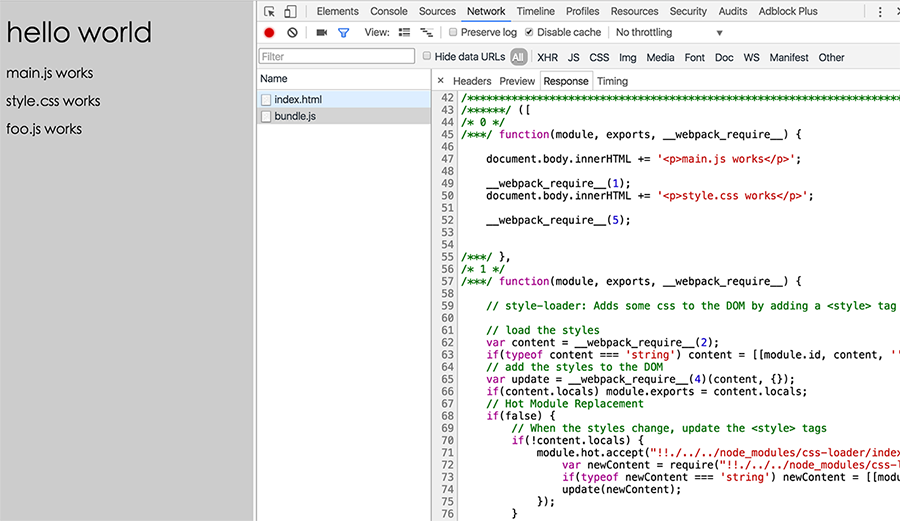 hello world
main.js works
style.css works
foo.js works
Elements Console Sources Network Timeline Profiles Resources Security Audits Adblock Plus
View: Preserve log Disable cache No throttling
Filter Hide data URLs All XHR JS CSS Img Media Font Doc WS Manifest Other
Name
index.html
bundle.js
× Headers Preview Response Timing
42 /******************************************************************************
43 /******/ ([
44 /* 0 */
45 /***/ function(module, exports, __webpack_require__) {
46
47 document.body.innerHTML += '<p>main.js works</p>';
48
49 __webpack_require__(1);
50 document.body.innerHTML += '<p>style.css works</p>';
51
52 __webpack_require__(5);
53
54
55 /***/ },
56 /* 1 */
57 /***/ function(module, exports, __webpack_require__) {
58
59 // style-loader: Adds some css to the DOM by adding a <style> tag
60
61 // load the styles
62 var content = __webpack_require__(2);
63 if(typeof content === 'string') content = [[module.id, content, ''
64 // add the styles to the DOM
65 var update = __webpack_require__(4)(content, {});
66 if(content.locals) module.exports = content.locals;
67 // Hot Module Replacement
68 if(false) {
69 // When the styles change, update the <style> tags
70 if(!content.locals) {
71 module.hot.accept("!!./../../node_modules/css-loader/index
72 var newContent = require("!!./../../node_modules/css-l
73 if(typeof newContent === 'string') newContent = [[modu
74 update(newContent);
75 });
76 }